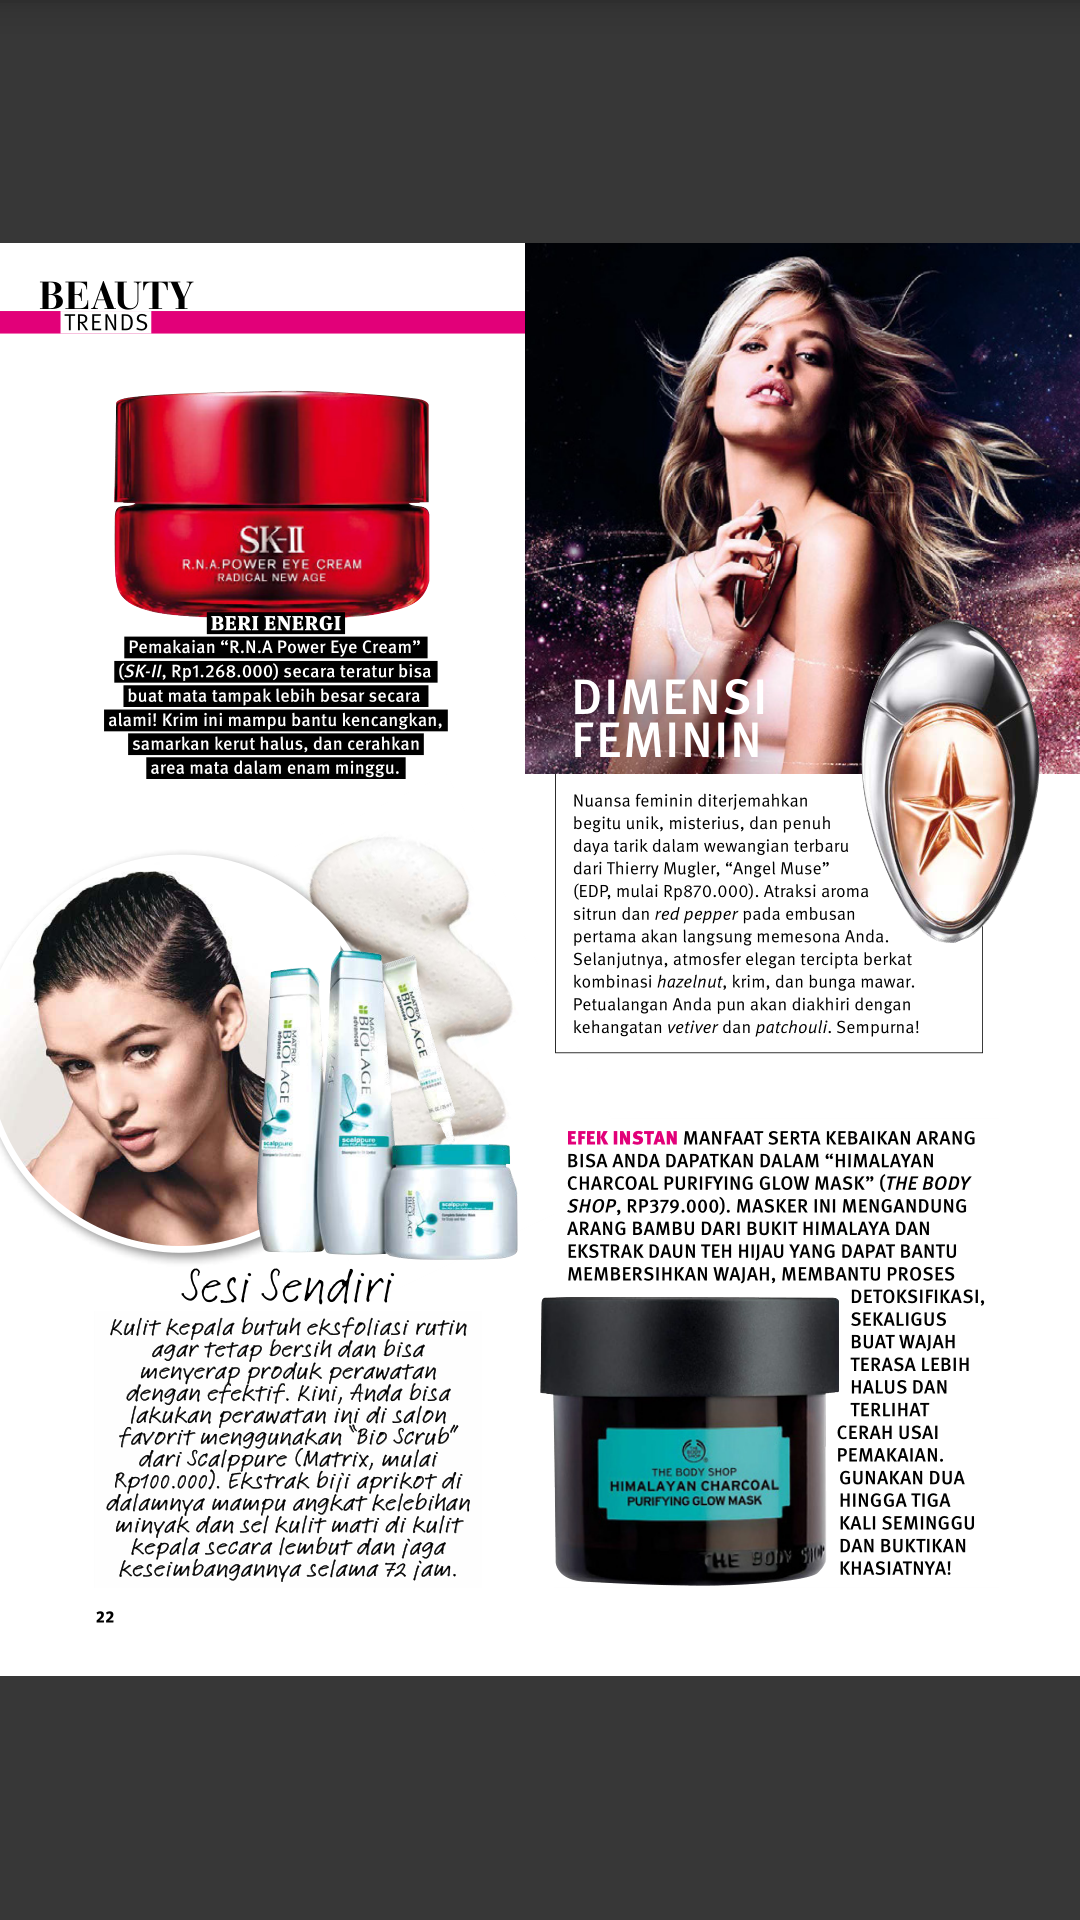 BEAUTY
TRENDS
SK-II
R.N.A.POWER EYE CREAM
RADICAL NEW AGE
BERI ENERGI
Pemakaian “R.N.A Power Eye Cream”
(SK-II, Rp1.268.000) secara teratur bisa
buat mata tampak lebih besar secara
alami! Krim ini mampu bantu kencangkan,
samarkan kerut halus, dan cerahkan
area mata dalam enam minggu.
DIMENSI
FEMININ
Nuansa feminin diterjemahkan
begitu unik, misterius, dan penuh
daya tarik dalam wewangian terbaru
dari Thierry Mugler, “Angel Muse”
(EDP, mulai Rp870.000). Atraksi aroma
sitrun dan red pepper pada embusan
pertama akan langsung memesona Anda.
Selanjutnya, atmosfer elegan tercipta berkat
kombinasi hazelnut, krim, dan bunga mawar.
Petualangan Anda pun akan diakhiri dengan
kehangatan vetiver dan patchouli. Sempurna!
MATRIX
BIOLAGE
advanced
scalppure
MATRIX
BIOLAGE
advanced
scalppure
MATRIX
BIOLAGE
MATRIX
BIOLAGE
scalppure
Sesi Sendiri
Kulit kepala butuh eksfoliasi rutin
agar tetap bersih dan bisa
menyerap produk perawatan
dengan efektif. Kini, Anda bisa
lakukan perawatan ini di salon
favorit menggunakan “Bio Scrub”
dari Scalppure (Matrix, mulai
Rp100.000). Ekstrak biji aprikot di
dalamnya mampu angkat kelebihan
minyak dan sel kulit mati di kulit
kepala secara lembut dan jaga
keseimbangannya selama 72 jam.
EFEK INSTAN MANFAAT SERTA KEBAIKAN ARANG
BISA ANDA DAPATKAN DALAM “HIMALAYAN
CHARCOAL PURIFYING GLOW MASK” (THE BODY
SHOP, RP379.000). MASKER INI MENGANDUNG
ARANG BAMBU DARI BUKIT HIMALAYA DAN
EKSTRAK DAUN TEH HIJAU YANG DAPAT BANTU
MEMBERSIHKAN WAJAH, MEMBANTU PROSES
DETOKSIFIKASI,
SEKALIGUS
BUAT WAJAH
TERASA LEBIH
HALUS DAN
TERLIHAT
CERAH USAI
PEMAKAIAN.
GUNAKAN DUA
HINGGA TIGA
KALI SEMINGGU
DAN BUKTIKAN
KHASIATNYA!
THE BODY SHOP
HIMALAYAN CHARCOAL
PURIFYING GLOW MASK
THE BODY SHOP
22